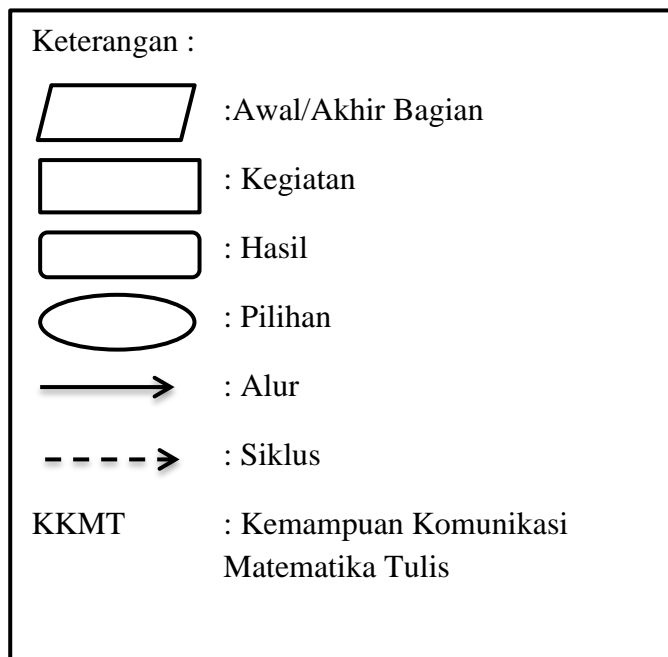 Keterangan :
:Awal/Akhir Bagian
: Kegiatan
: Hasil
: Pilihan
: Alur
: Siklus
KKMT : Kemampuan Komunikasi
Matematika Tulis